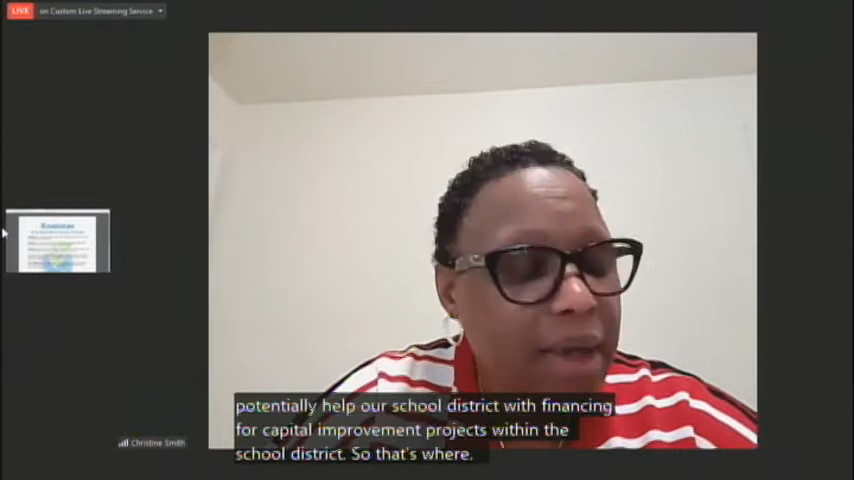 LIVE on Custom Live Streaming Service
Christine Smith
potentially help our school district with financing
for capital improvement projects within the
school district. So that's where.